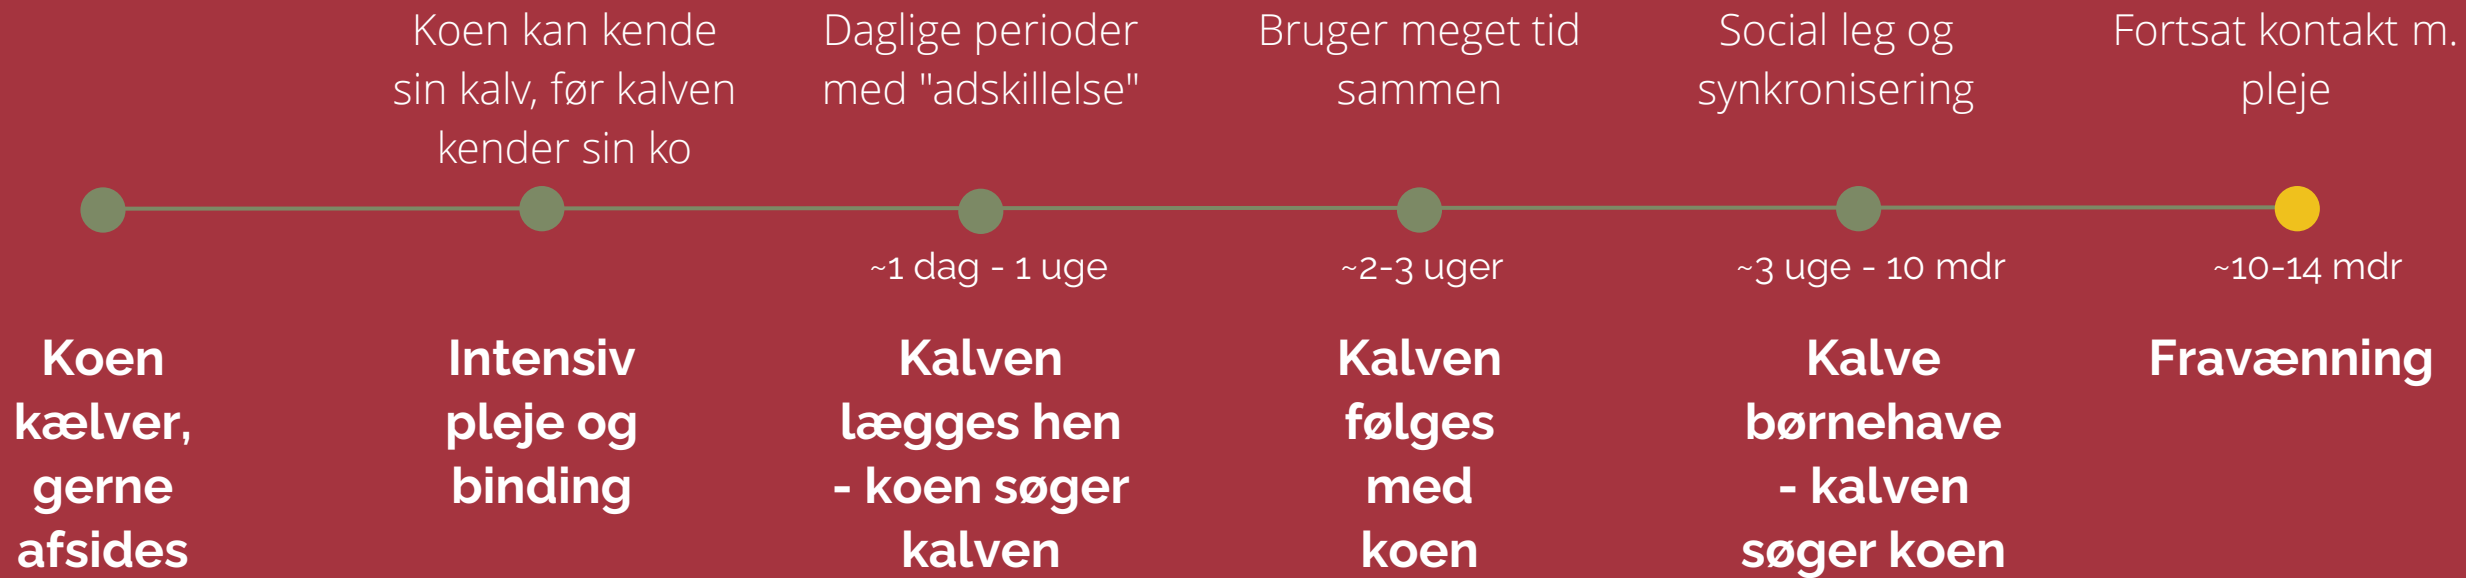 Koen kan kende
sin kalv, før kalven
kender sin ko
Daglige perioder
med "adskillelse"
Bruger meget tid
sammen
Social leg og
synkronisering
Fortsat kontakt m.
pleje
~1 dag - 1 uge
~2-3 uger
~3 uge - 10 mdr
~10-14 mdr
Koen
kælver,
gerne
afsides
Intensiv
pleje og
binding
Kalven
lægges hen
- koen søger
kalven
Kalven
følges
med
koen
Kalve
børnehave
- kalven
søger koen
Fravænning